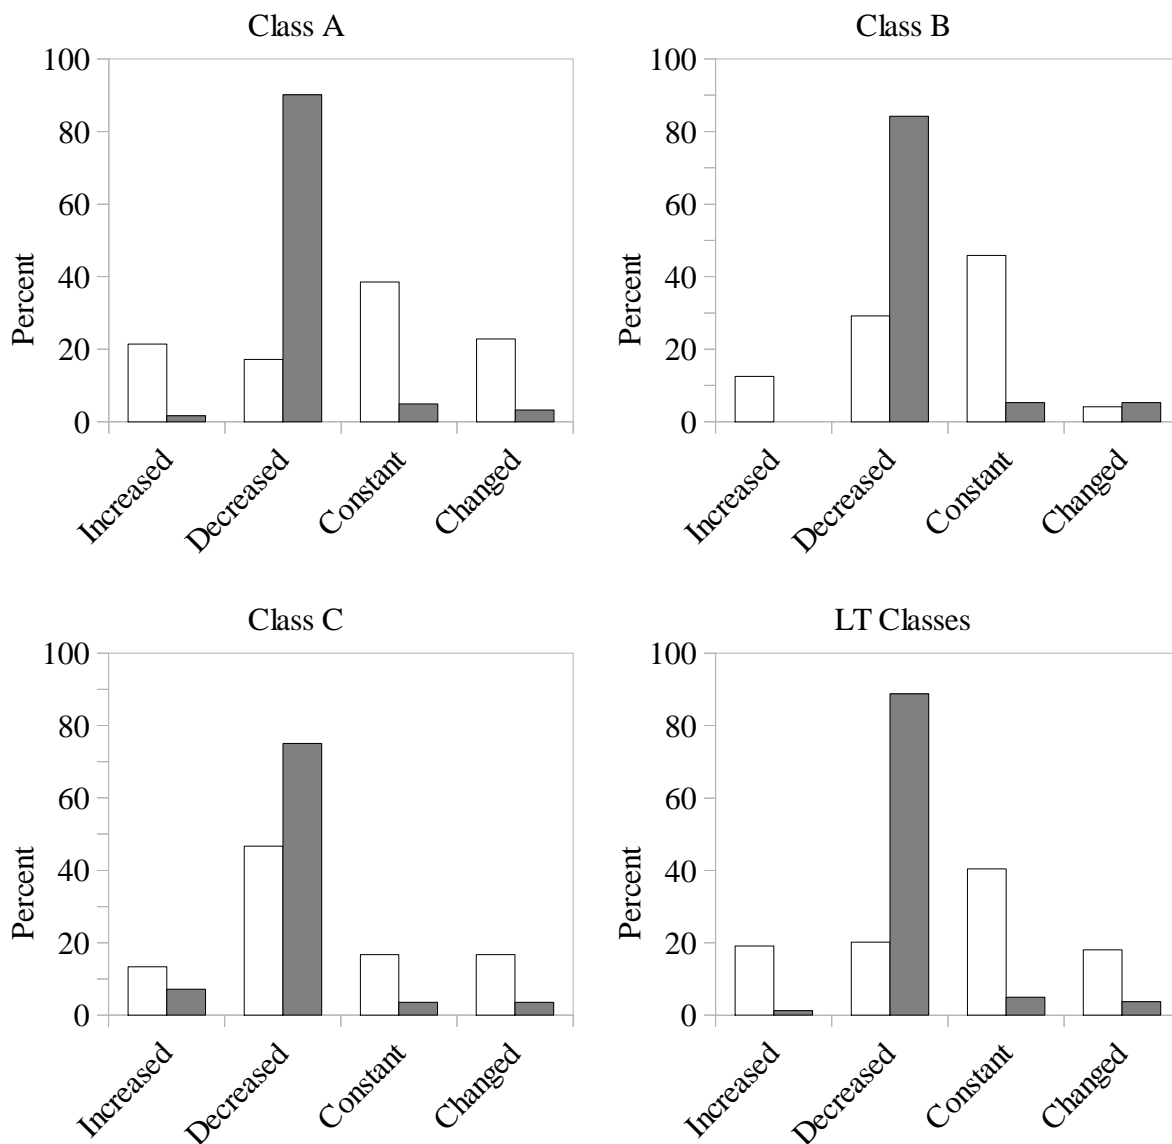 Class A
100
80
60
40
20
0
Percent
Increased
Decreased
Constant
Changed
Class B
100
80
60
40
20
0
Percent
Increased
Decreased
Constant
Changed
Class C
100
80
60
40
20
0
Percent
Increased
Decreased
Constant
Changed
LT Classes
100
80
60
40
20
0
Percent
Increased
Decreased
Constant
Changed